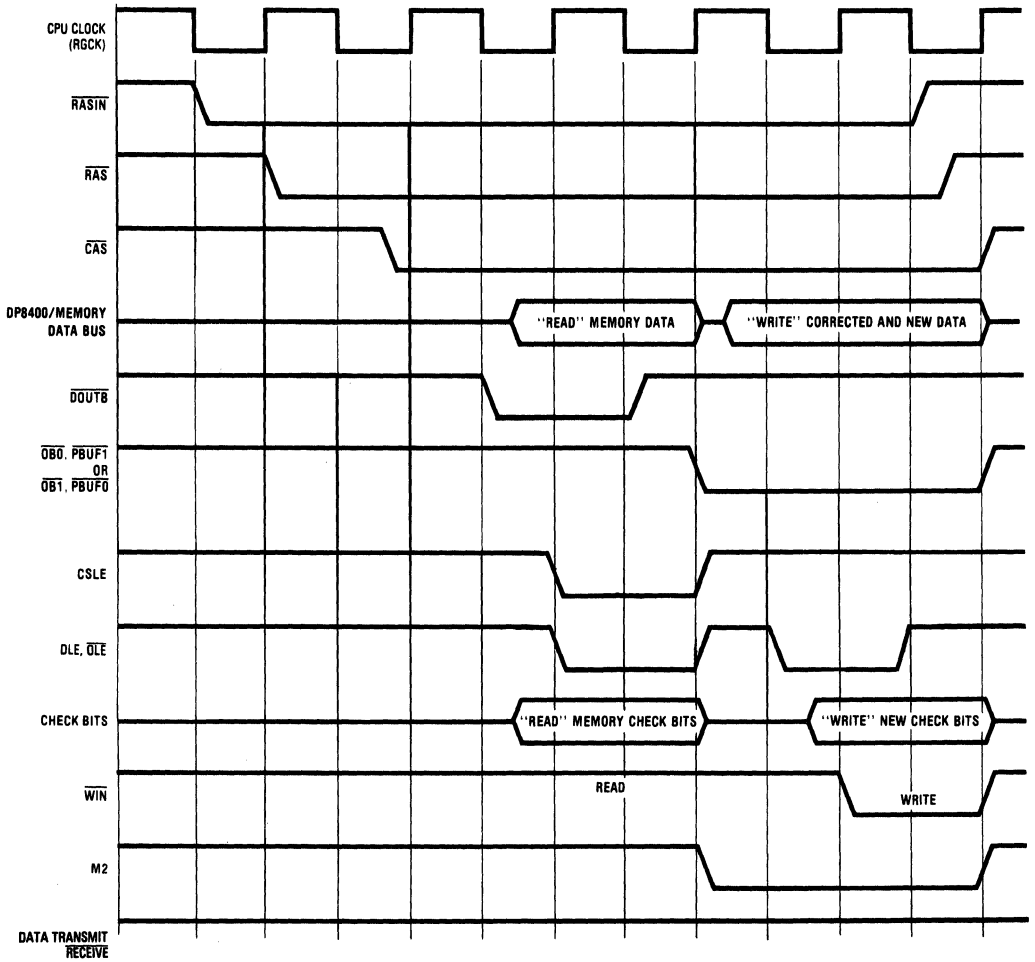 CPU CLOCK
(RGCK)
RASIN
RAS
CAS
DP8400/MEMORY
DATA BUS
"READ" MEMORY DATA
"WRITE" CORRECTED AND NEW DATA
DOUTB
OB0, PBUF1
OR
OB1, PBUF0
CSLE
DLE, OLE
CHECK BITS
"READ" MEMORY CHECK BITS
"WRITE" NEW CHECK BITS
WIN
READ
WRITE
M2
DATA TRANSMIT
RECEIVE